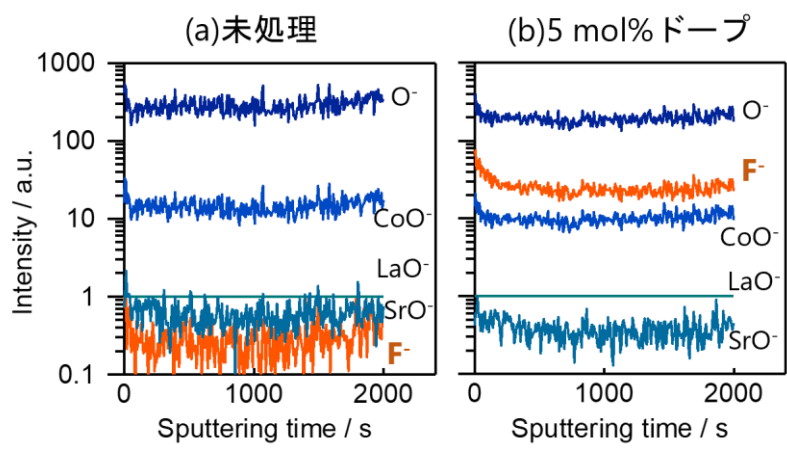 (a)未処理
(b)5 mol%ドープ
Intensity / a.u.
1000
100
10
1
0.1
O⁻
CoO⁻
LaO⁻
SrO⁻
F⁻
0
1000
2000
Sputtering time / s
O⁻
F⁻
CoO⁻
LaO⁻
SrO⁻
0
1000
2000
Sputtering time / s